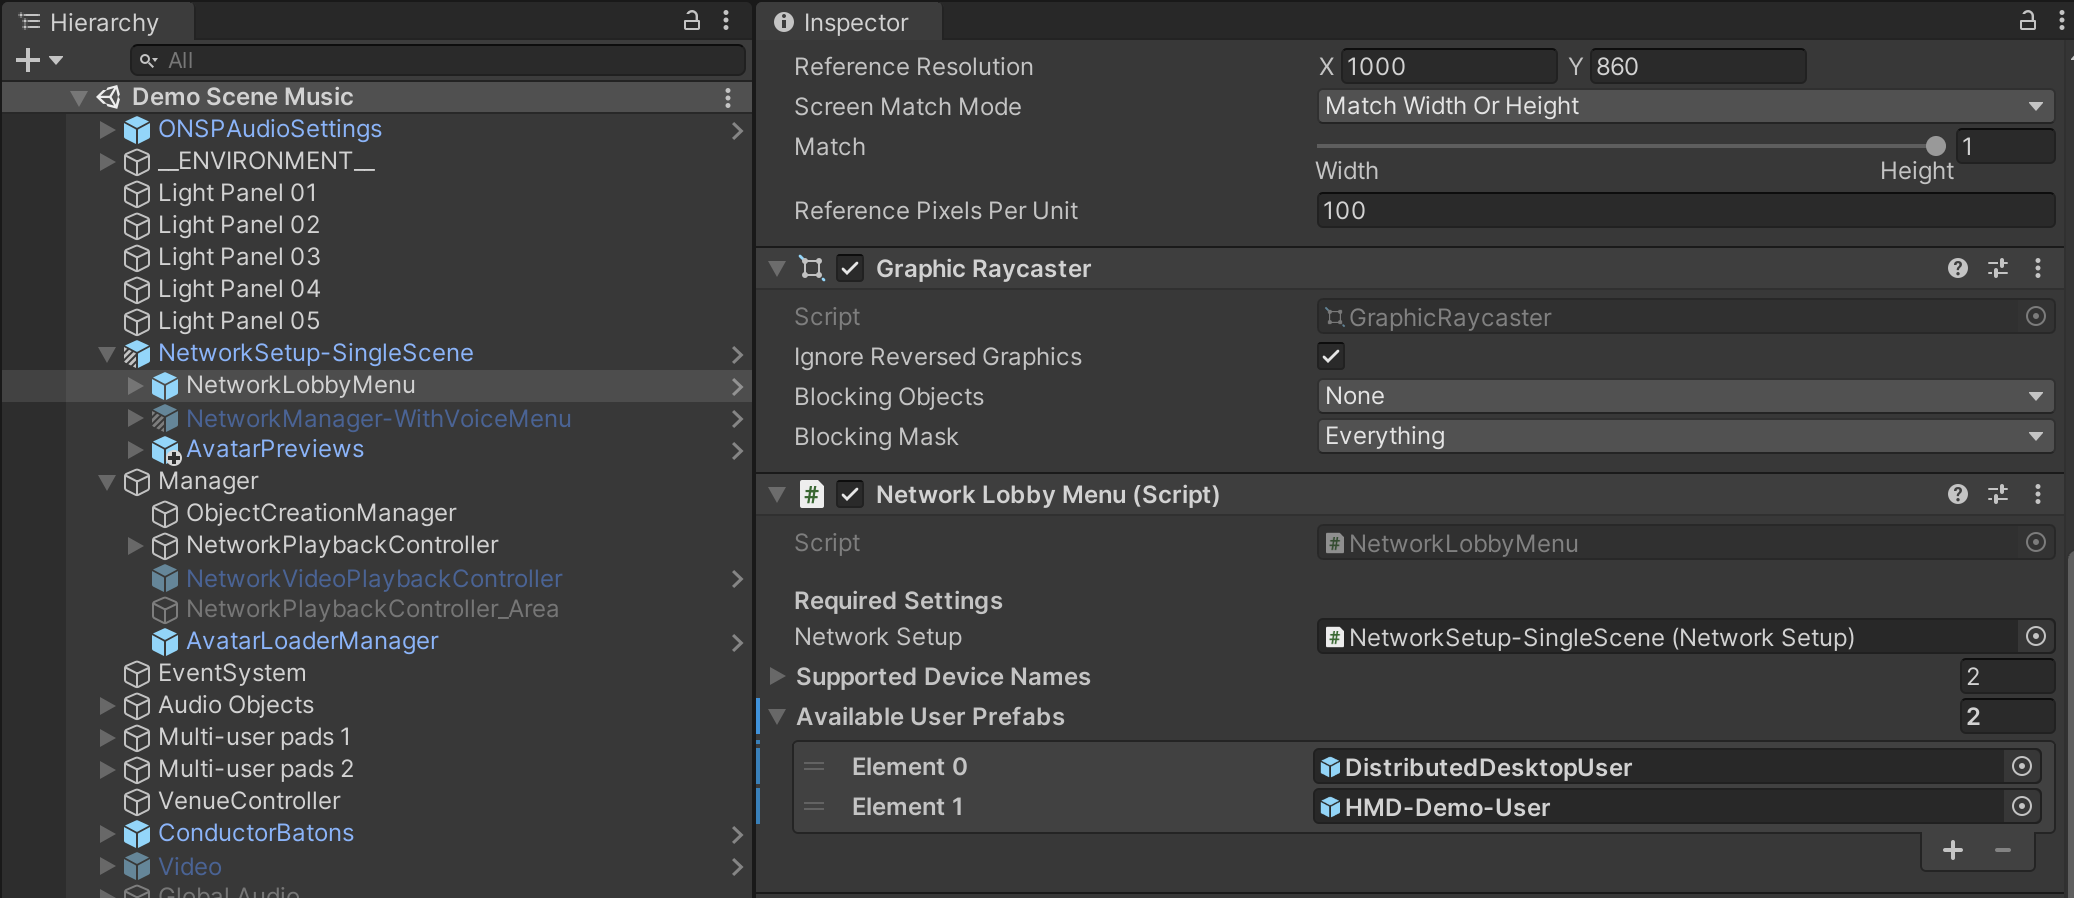 Hierarchy
All
Demo Scene Music
ONSPAudioSettings
__ENVIRONMENT__
Light Panel 01
Light Panel 02
Light Panel 03
Light Panel 04
Light Panel 05
NetworkSetup-SingleScene
NetworkLobbyMenu
NetworkManager-WithVoiceMenu
AvatarPreviews
Manager
ObjectCreationManager
NetworkPlaybackController
NetworkVideoPlaybackController
NetworkPlaybackController_Area
AvatarLoaderManager
EventSystem
Audio Objects
Multi-user pads 1
Multi-user pads 2
VenueController
ConductorBatons
Video
Global Audio
Inspector
Reference Resolution X 1000 Y 860
Screen Match Mode Match Width Or Height
Match 1
Width Height
Reference Pixels Per Unit 100
Graphic Raycaster
Script GraphicRaycaster
Ignore Reversed Graphics
Blocking Objects None
Blocking Mask Everything
# Network Lobby Menu (Script)
Script # NetworkLobbyMenu
Required Settings
Network Setup # NetworkSetup-SingleScene (Network Setup)
Supported Device Names 2
Available User Prefabs 2
Element 0 DistributedDesktopUser
Element 1 HMD-Demo-User